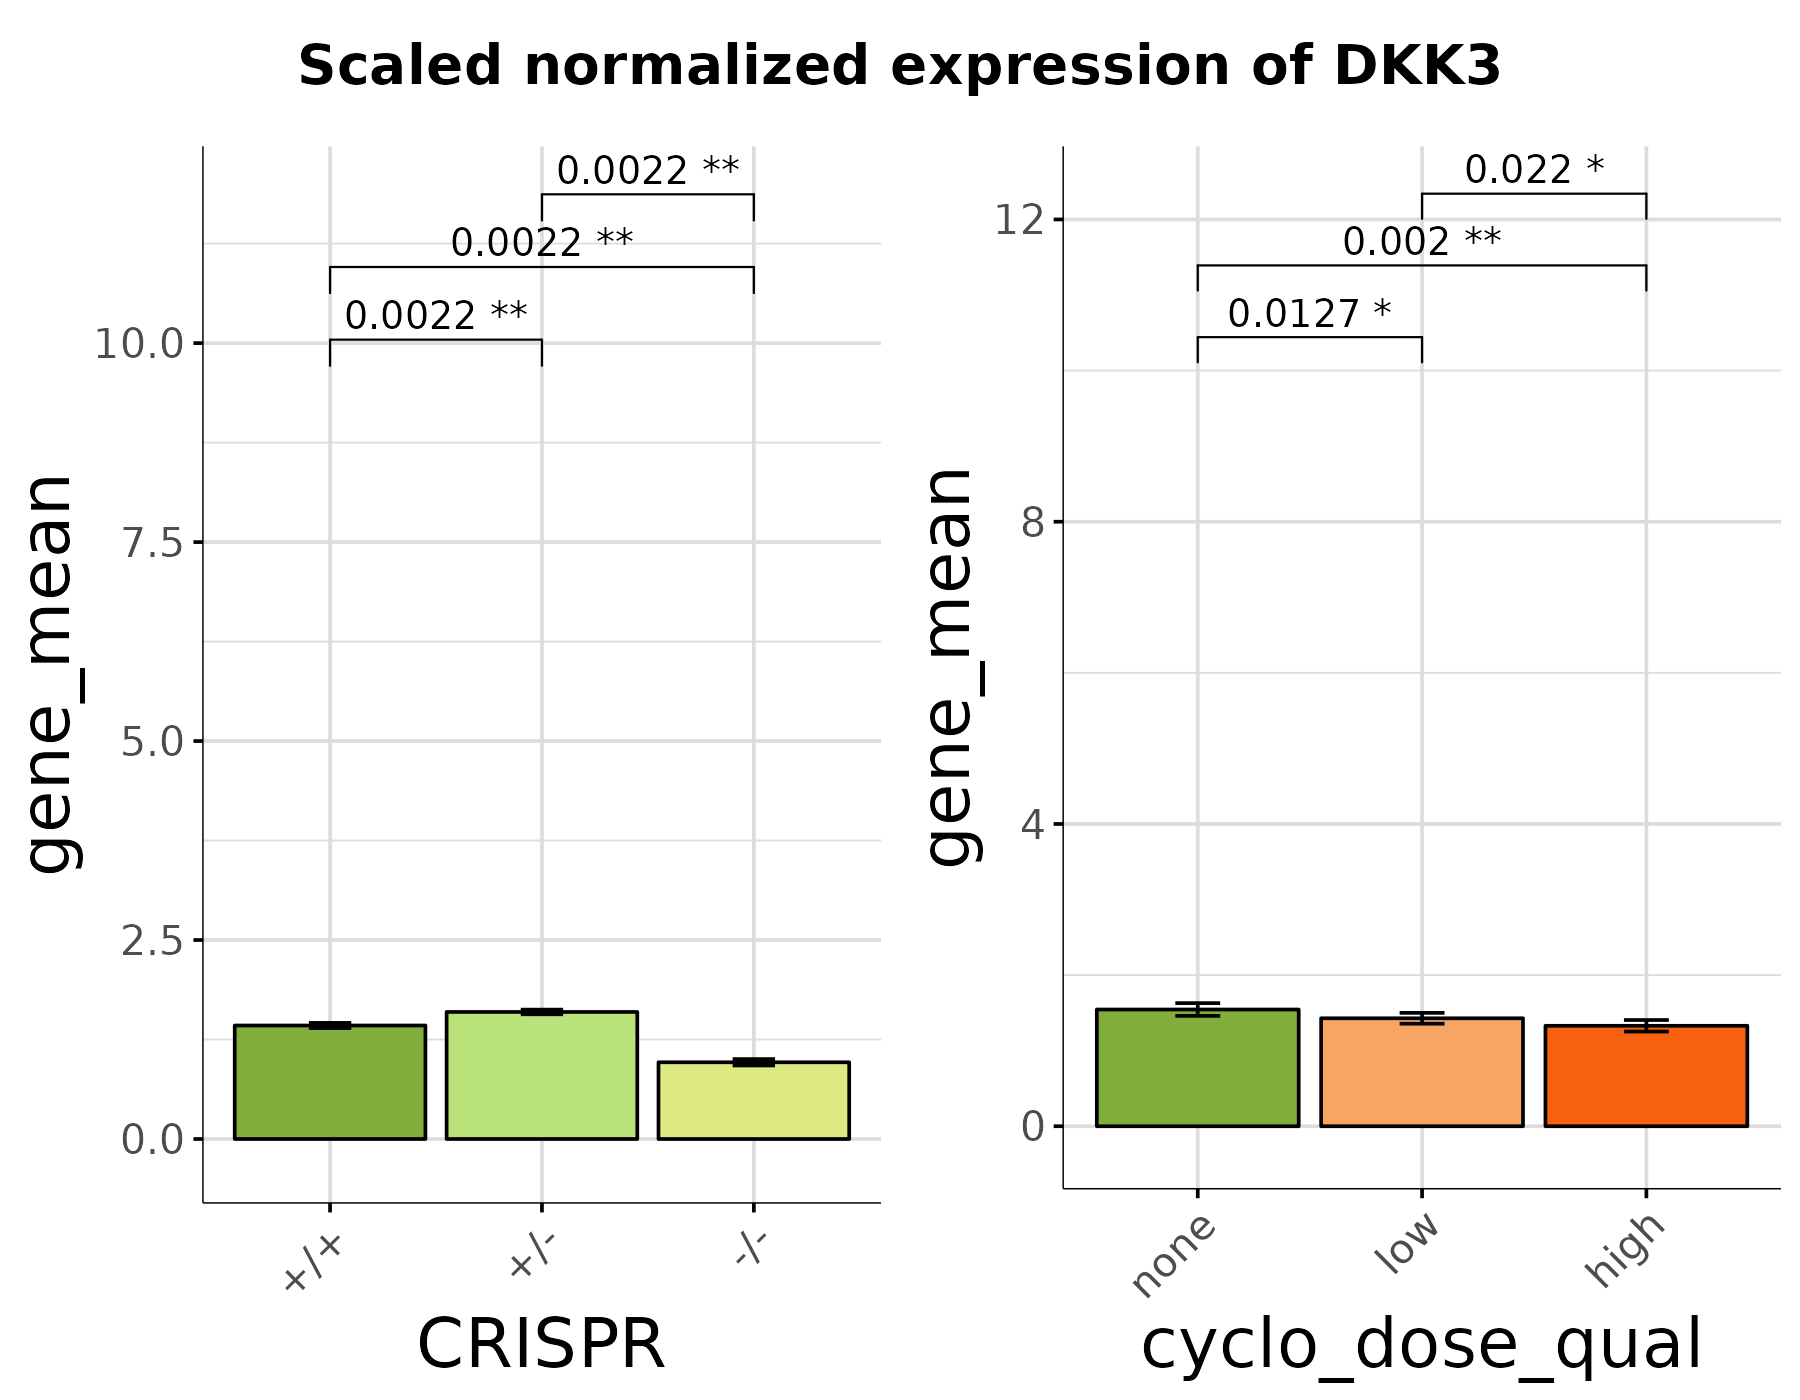 Scaled normalized expression of DKK3
gene_mean
10.0
7.5
5.0
2.5
0.0
0.0022 **
0.0022 **
0.0022 **
+/+
+/-
-/-
CRISPR
gene_mean
12
8
4
0
0.022 *
0.002 **
0.0127 *
none
low
high
cyclo_dose_qual